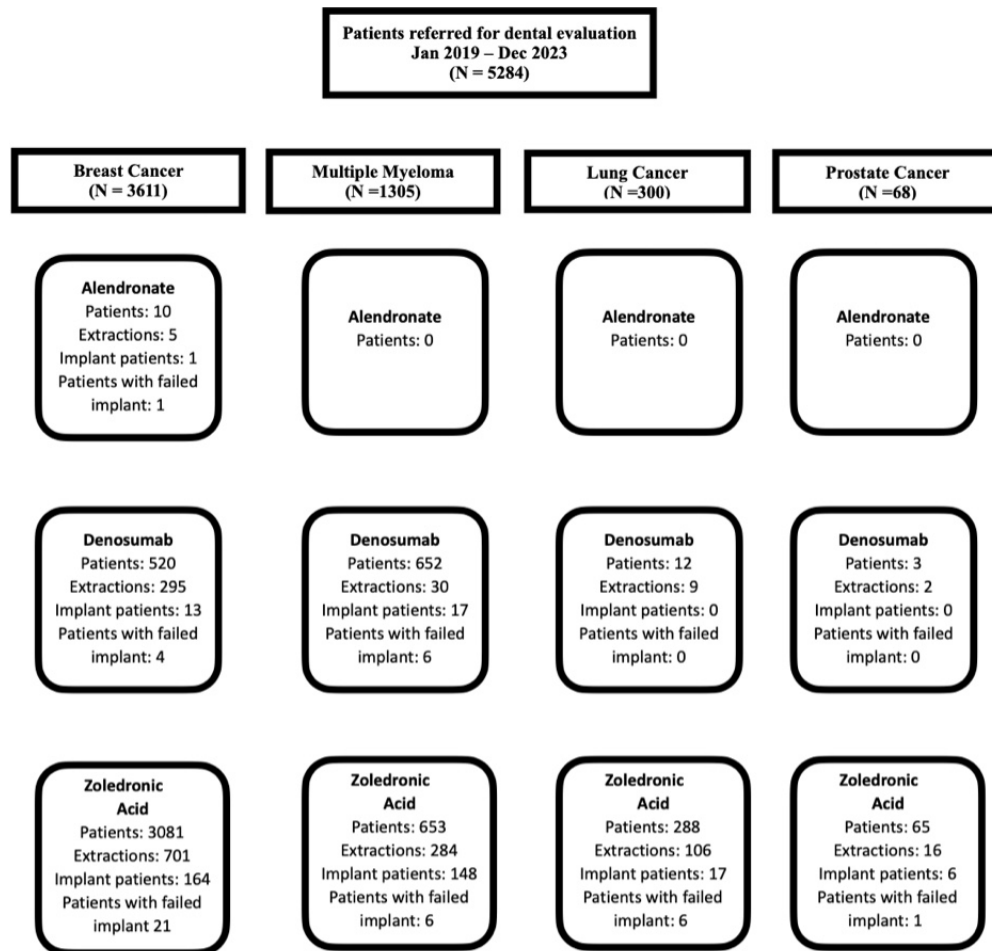 Patients referred for dental evaluation
Jan 2019 – Dec 2023
(N = 5284)
Breast Cancer
(N = 3611)
Multiple Myeloma
(N =1305)
Lung Cancer
(N =300)
Prostate Cancer
(N =68)
Alendronate
Patients: 10
Extractions: 5
Implant patients: 1
Patients with failed
implant: 1
Alendronate
Patients: 0
Alendronate
Patients: 0
Alendronate
Patients: 0
Denosumab
Patients: 520
Extractions: 295
Implant patients: 13
Patients with failed
implant: 4
Denosumab
Patients: 652
Extractions: 30
Implant patients: 17
Patients with failed
implant: 6
Denosumab
Patients: 12
Extractions: 9
Implant patients: 0
Patients with failed
implant: 0
Denosumab
Patients: 3
Extractions: 2
Implant patients: 0
Patients with failed
implant: 0
Zoledronic
Acid
Patients: 3081
Extractions: 701
Implant patients: 164
Patients with failed
implant 21
Zoledronic
Acid
Patients: 653
Extractions: 284
Implant patients: 148
Patients with failed
implant: 6
Zoledronic
Acid
Patients: 288
Extractions: 106
Implant patients: 17
Patients with failed
implant: 6
Zoledronic
Acid
Patients: 65
Extractions: 16
Implant patients: 6
Patients with failed
implant: 1